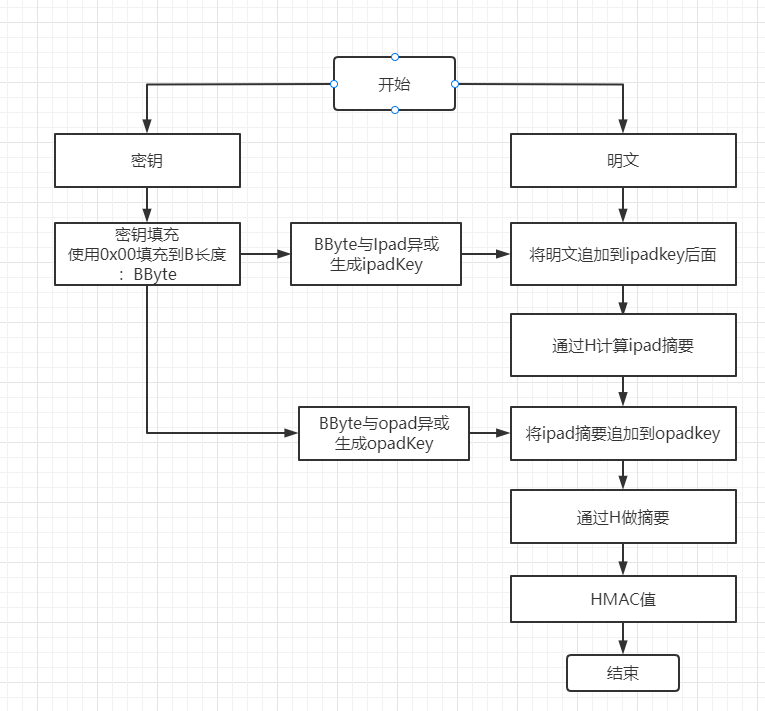 开始
密钥
明文
密钥填充
使用0x00填充到B长度
：BByte
BByte与Ipad异或
生成ipadKey
将明文追加到ipadkey后面
通过H计算ipad摘要
BByte与opad异或
生成opadKey
将ipad摘要追加到opadkey
通过H做摘要
HMAC值
结束